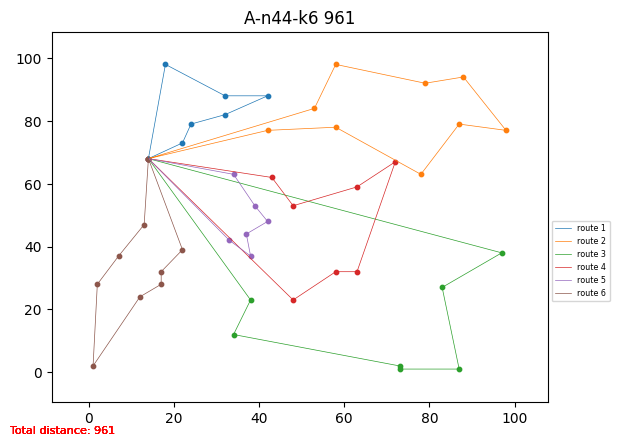 A-n44-k6 961
100
80
60
40
20
0
0 20 40 60 80 100
route 1
route 2
route 3
route 4
route 5
route 6
Total distance: 961